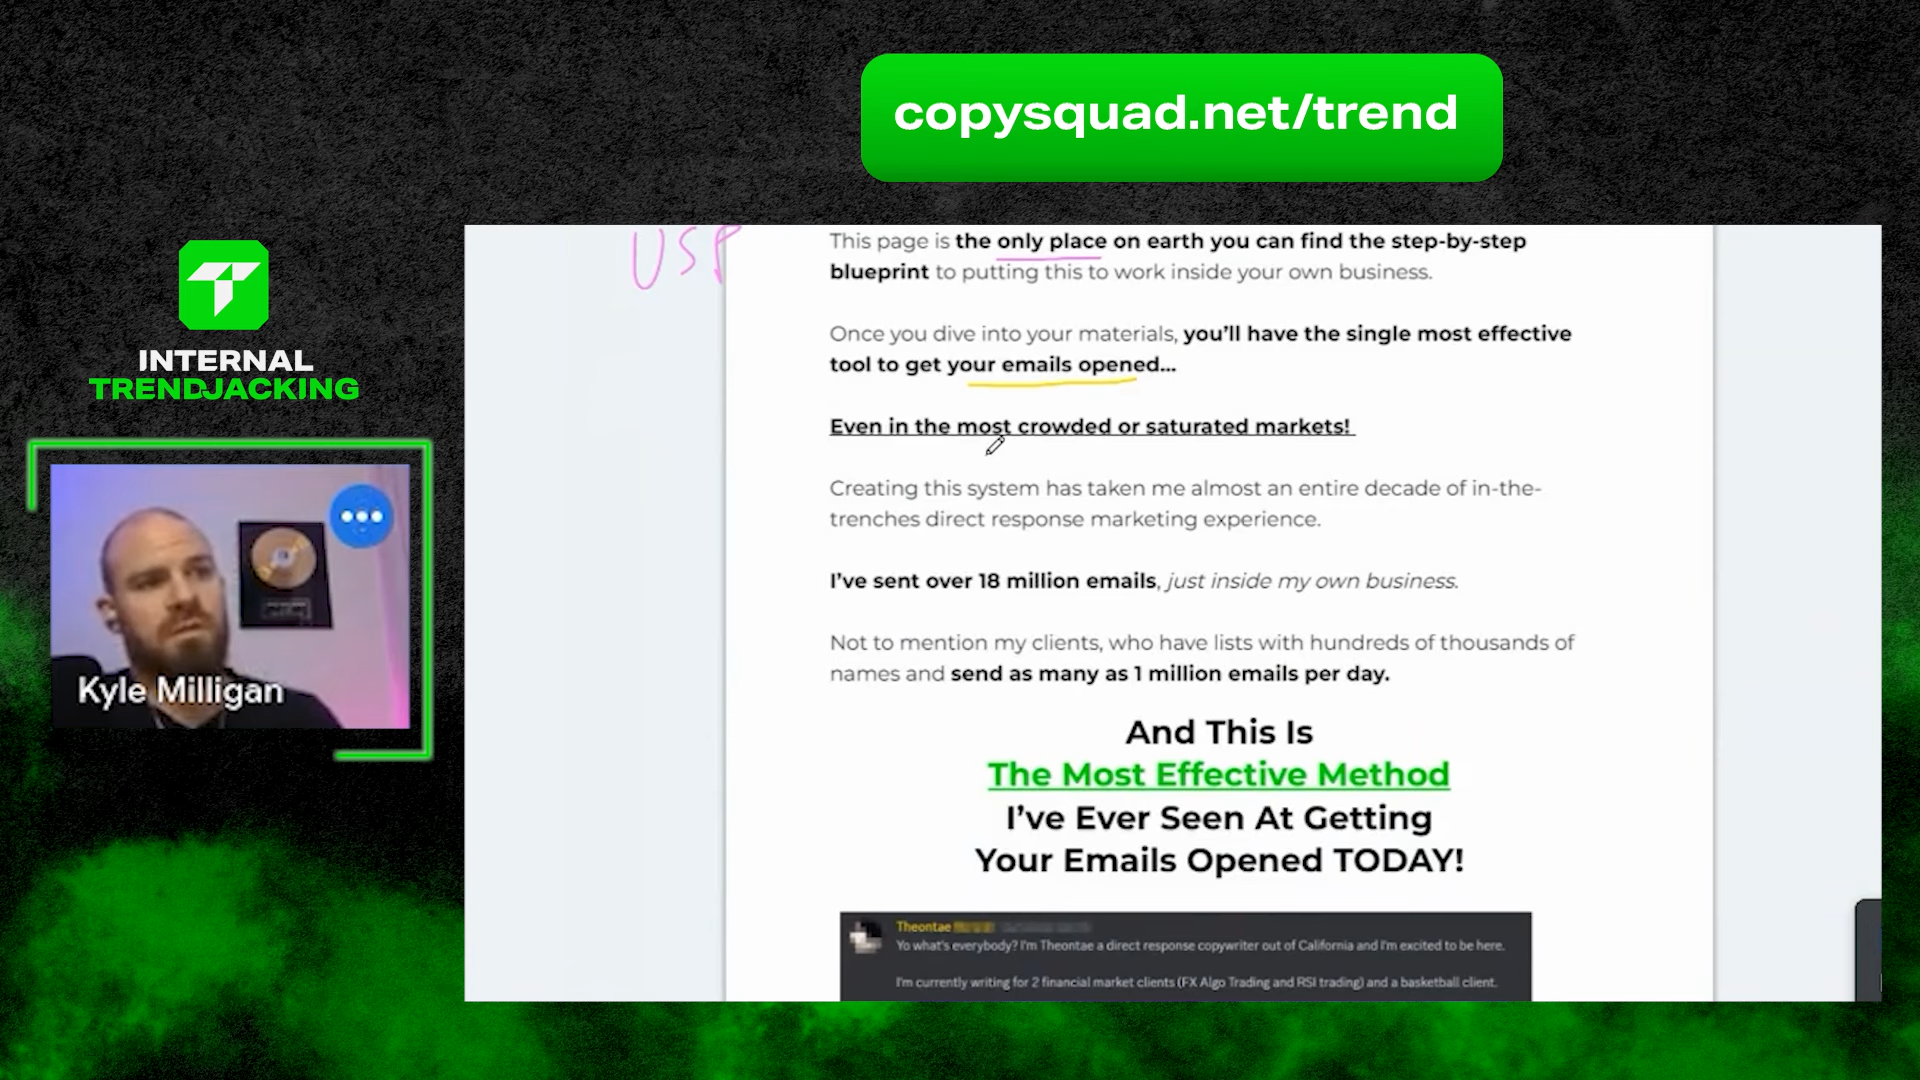 copysquad.net/trend
INTERNAL
TRENDJACKING
Kyle Milligan
USP
This page is the only place on earth you can find the step-by-step
blueprint to putting this to work inside your own business.
Once you dive into your materials, you'll have the single most effective
tool to get your emails opened...
Even in the most crowded or saturated markets!
Creating this system has taken me almost an entire decade of in-the-
trenches direct response marketing experience.
I've sent over 18 million emails, just inside my own business.
Not to mention my clients, who have lists with hundreds of thousands of
names and send as many as 1 million emails per day.
And This Is
The Most Effective Method
I've Ever Seen At Getting
Your Emails Opened TODAY!
Theontae
Yo what's everybody? I'm Theontae a direct response copywriter out of California and I'm excited to be here.
I'm currently writing for 2 financial market clients (FX Algo Trading and RSI trading) and a basketball client.